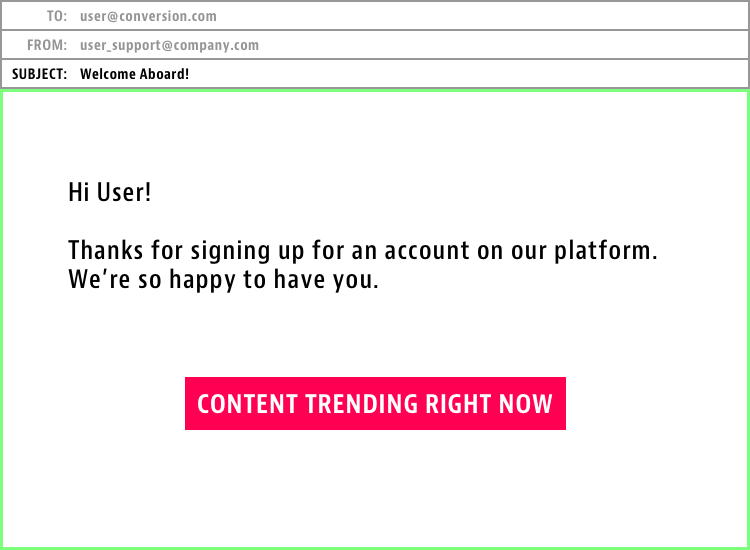 TO: user@conversion.com
FROM: user_support@company.com
SUBJECT: Welcome Aboard!
Hi User!
Thanks for signing up for an account on our platform.
We’re so happy to have you.
CONTENT TRENDING RIGHT NOW